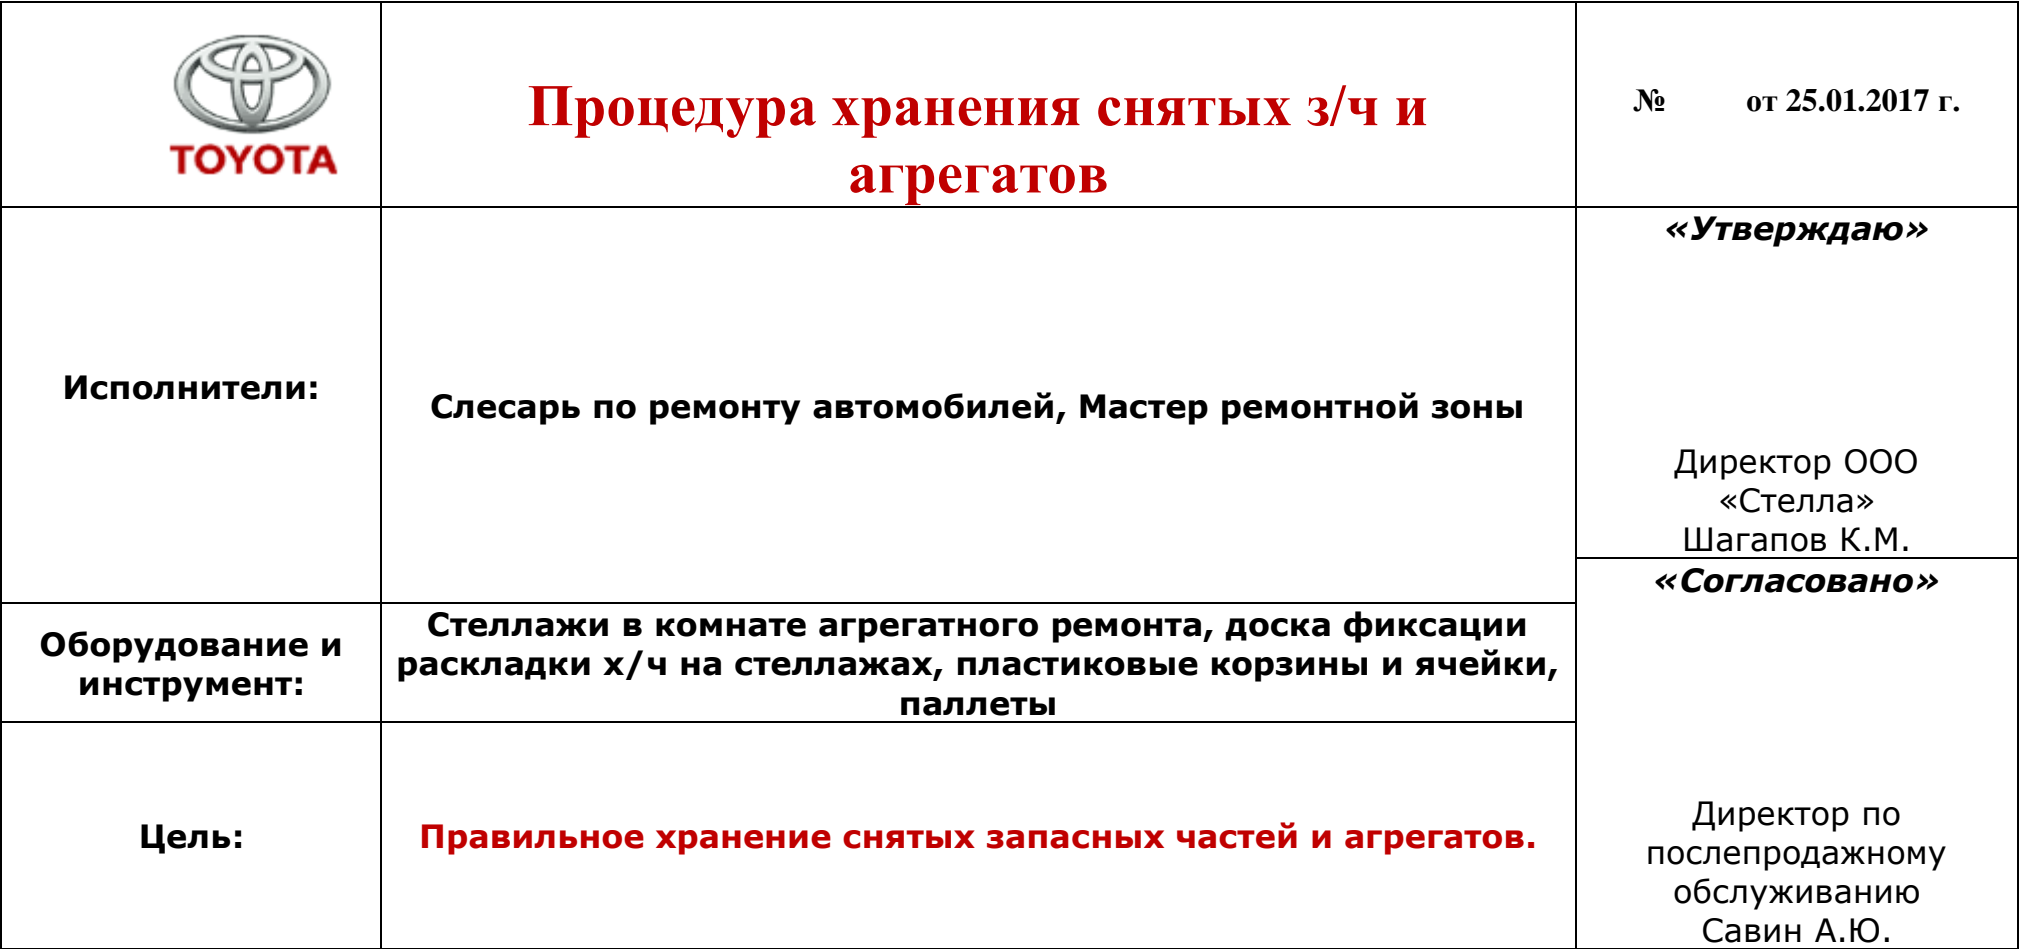 TOYOTA
Процедура хранения снятых з/ч и
агрегатов
№ от 25.01.2017 г.
Исполнители:
Слесарь по ремонту автомобилей, Мастер ремонтной зоны
«Утверждаю»
Директор ООО
«Стелла»
Шагапов К.М.
Оборудование и
инструмент:
Стеллажи в комнате агрегатного ремонта, доска фиксации
раскладки х/ч на стеллажах, пластиковые корзины и ячейки,
паллеты
«Согласовано»
Директор по
послепродажному
обслуживанию
Савин А.Ю.
Цель:
Правильное хранение снятых запасных частей и агрегатов.